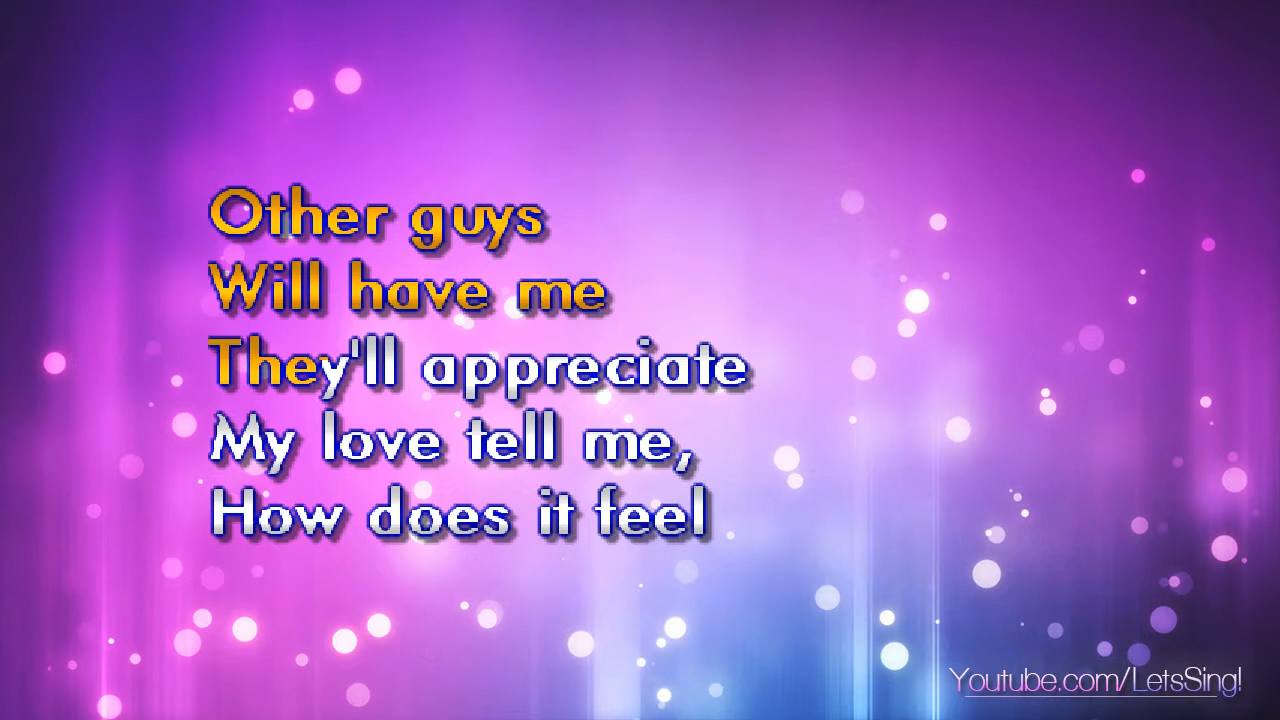 Other guys
Will have me
They'll appreciate
My love tell me,
How does it feel
Youtube.com/LetsSing!